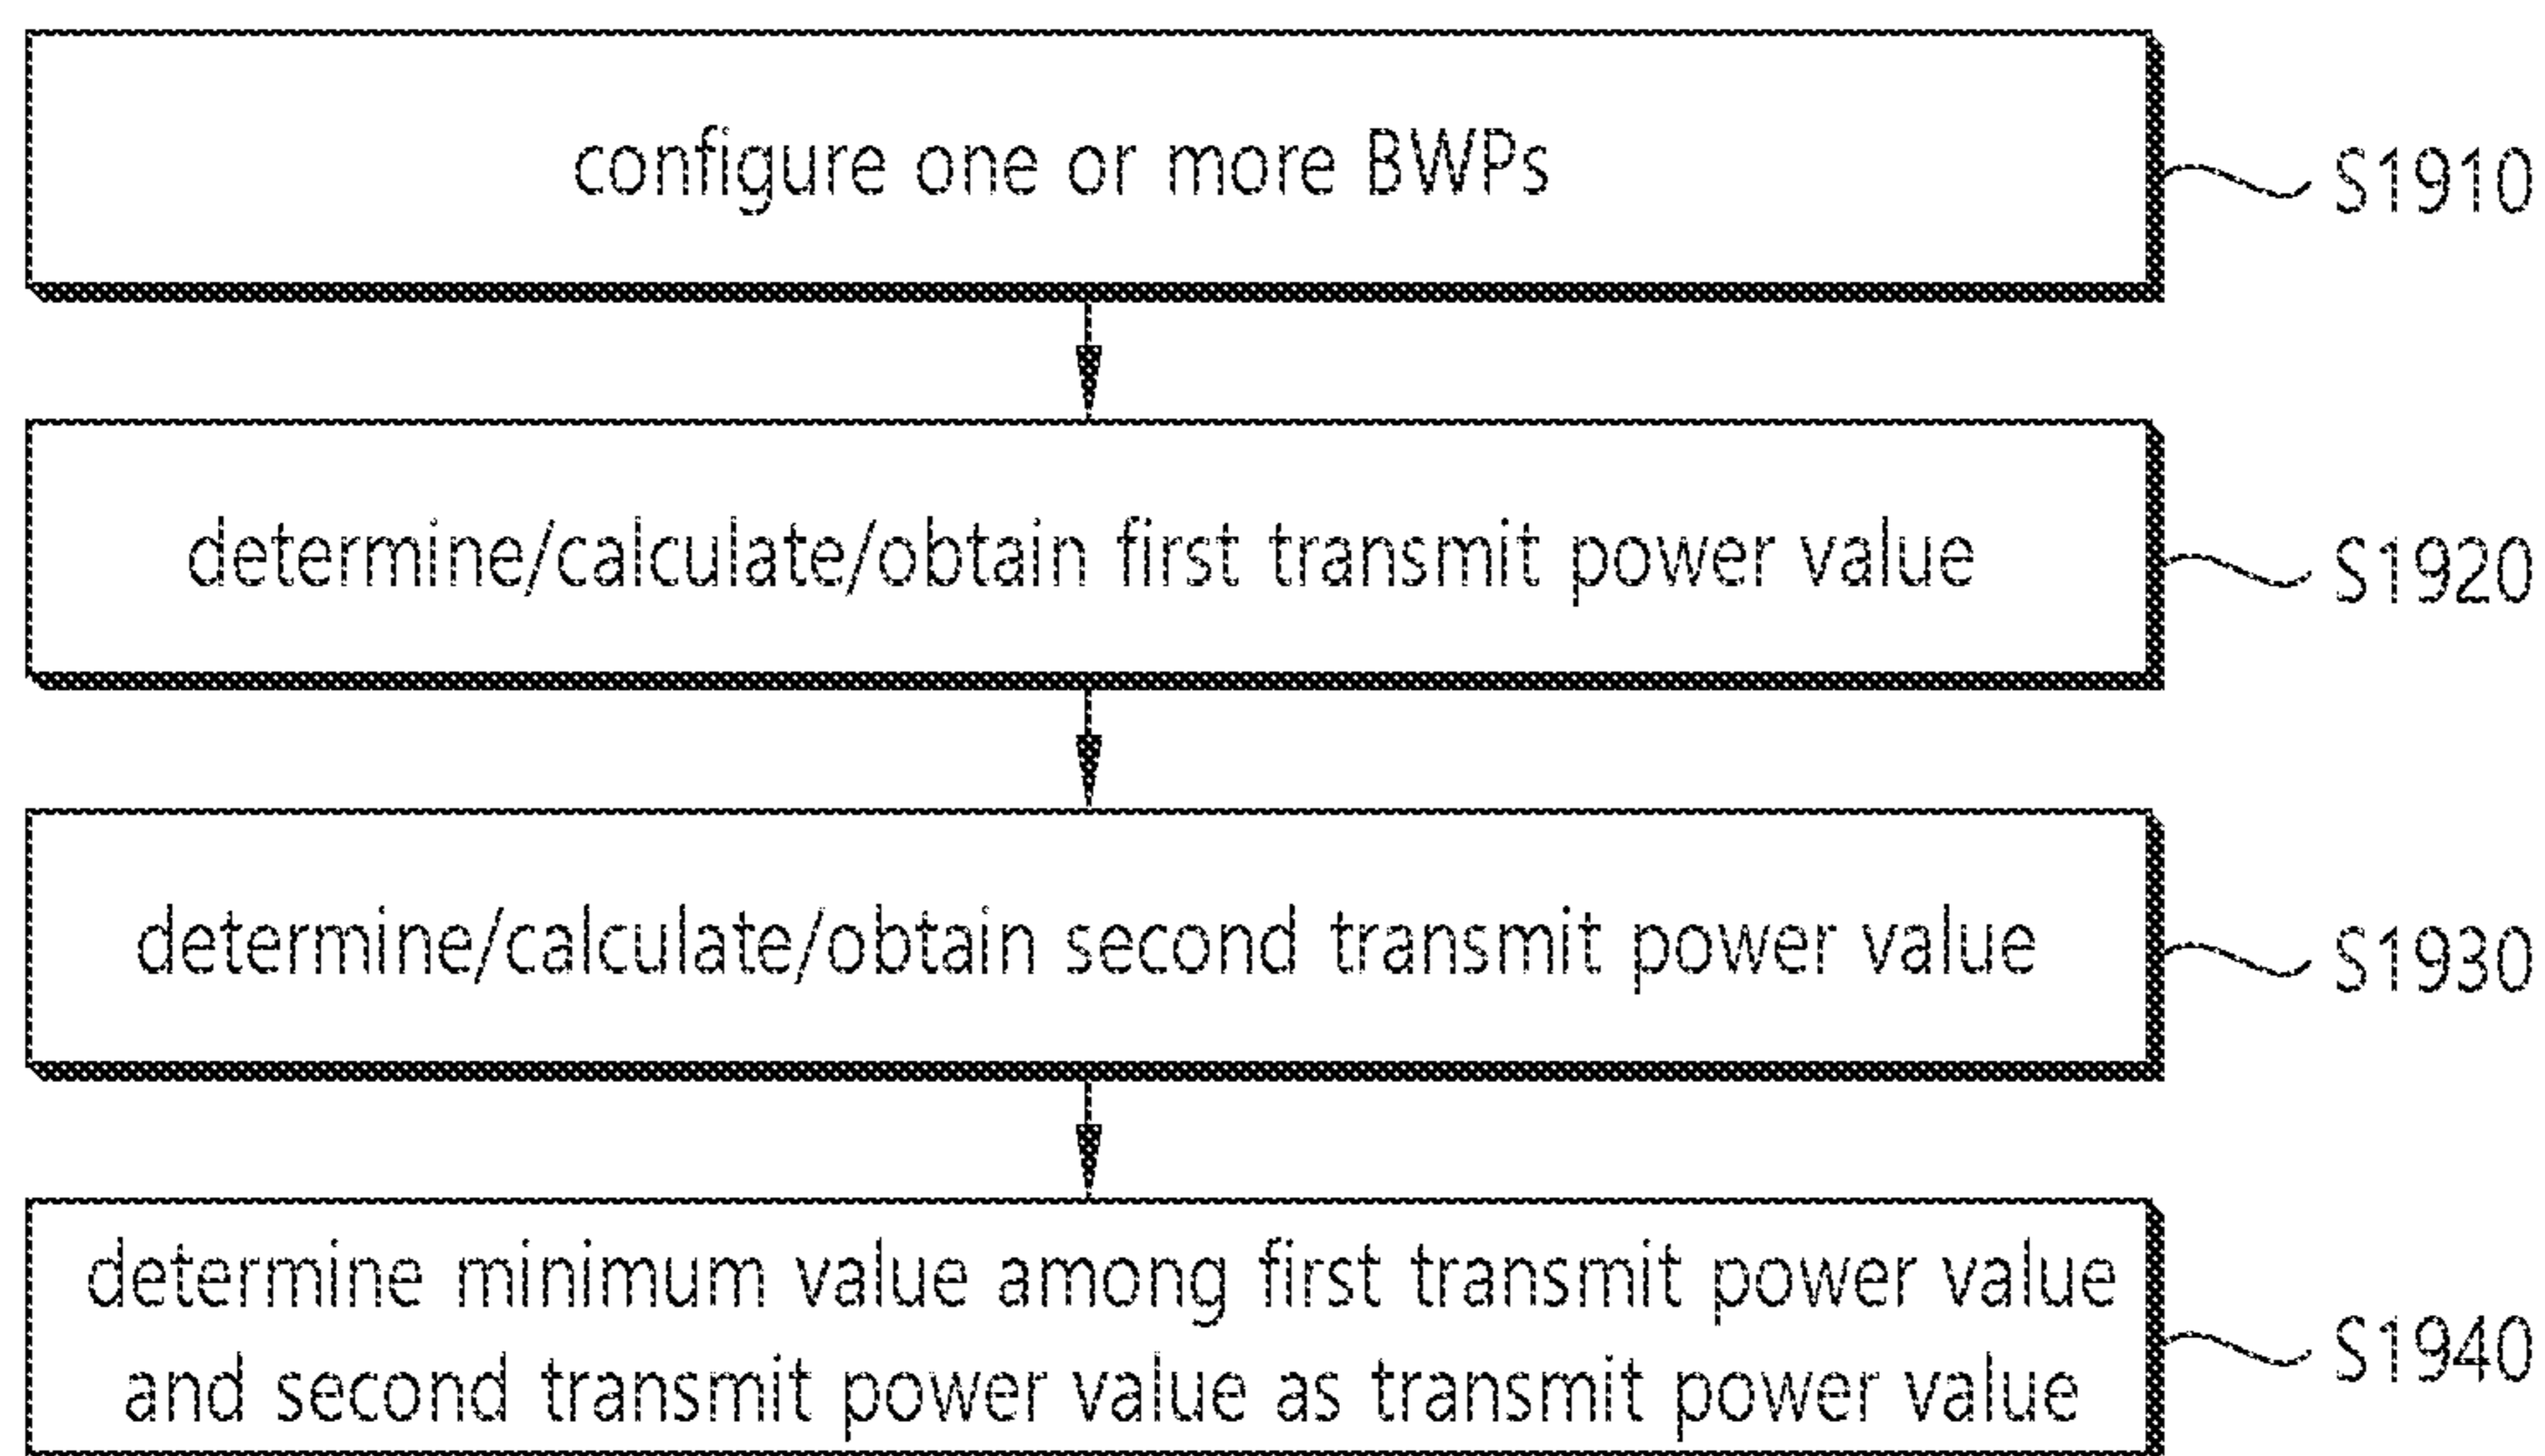 configure one or more BWPs
S1910
determine/calculate/obtain first transmit power value
S1920
determine/calculate/obtain second transmit power value
S1930
determine minimum value among first transmit power value
and second transmit power value as transmit power value
S1940